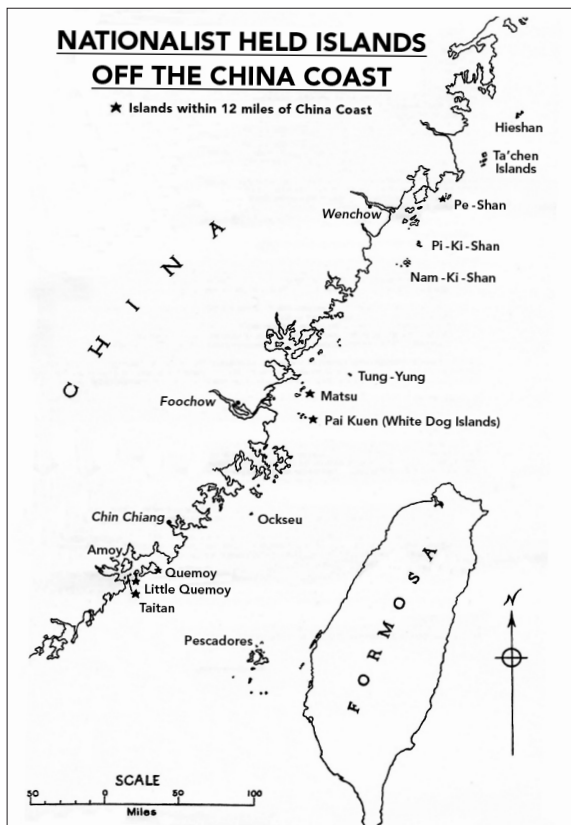 NATIONALIST HELD ISLANDS
OFF THE CHINA COAST
★ Islands within 12 miles of China Coast
Hieshan
Ta'chen
Islands
Pe-Shan
Wenchow
Pi-Ki-Shan
Nam-Ki-Shan
CHINA
Tung-Yung
Matsu
Foochow
Pai Kuen (White Dog Islands)
Ockseu
Chin Chiang
Amoy
Quemoy
Little Quemoy
Taitan
FORMOSA
Pescadores
N
SCALE
50 0 50 100
Miles